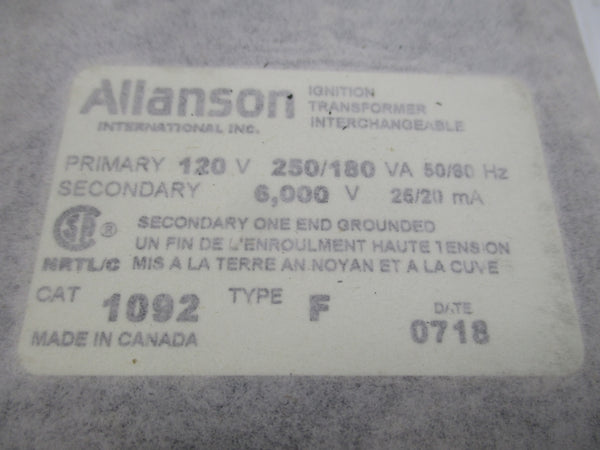 Allanson
INTERNATIONAL INC.
IGNITION
TRANSFORMER
INTERCHANGEABLE
PRIMARY 120 V 250/180 VA 50/60 Hz
SECONDARY 6,000 V 25/20 mA
SA ® SECONDARY ONE END GROUNDED
UN FIN DE L'ENROULMENT HAUTE TENSION
NRTL/C MIS A LA TERRE AN NOYAN ET A LA CUVE
CAT 1092 TYPE F DATE 0718
MADE IN CANADA